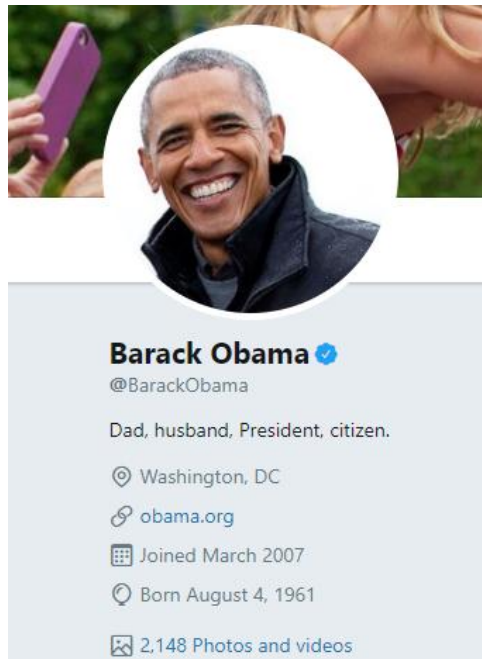 Barack Obama
@BarackObama
Dad, husband, President, citizen.
Washington, DC
obama.org
Joined March 2007
Born August 4, 1961
2,148 Photos and videos